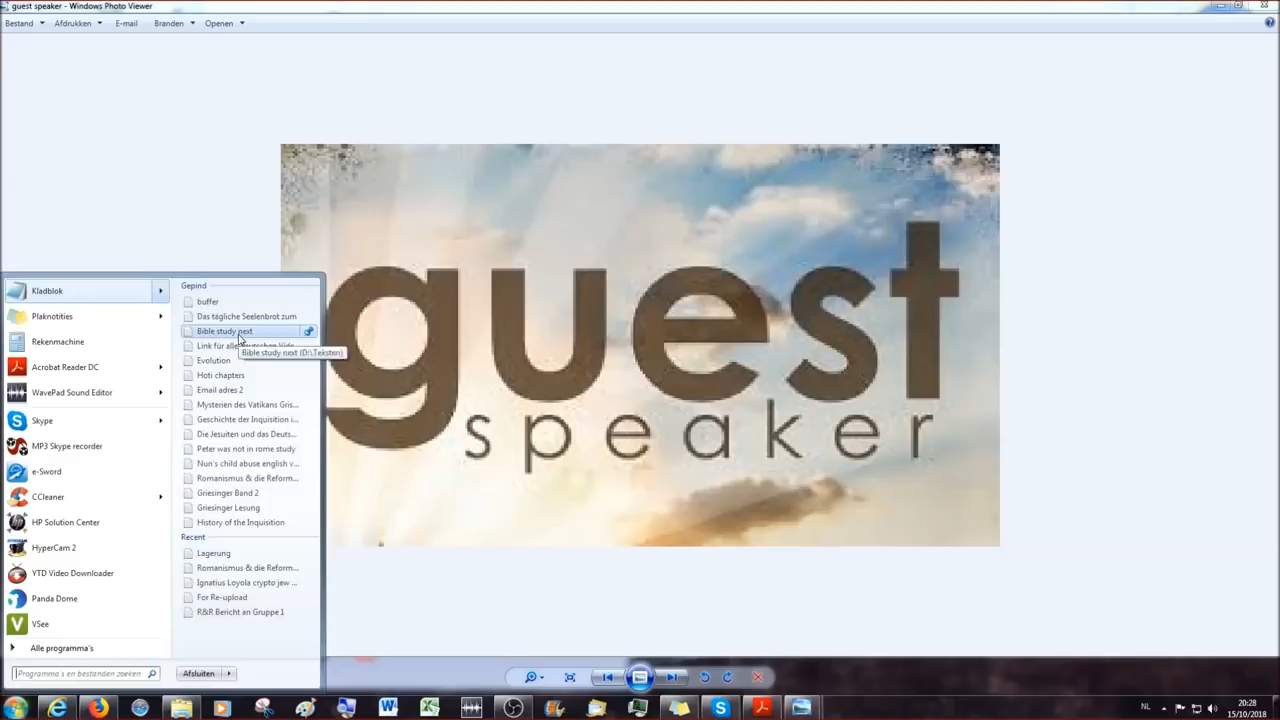 guest speaker - Windows Photo Viewer
Bestand Afdrukken E-mail Branden Openen
guest
speaker
Kladblok
Plaknotities
Rekenmachine
Acrobat Reader DC
WavePad Sound Editor
Skype
MP3 Skype recorder
e-Sword
CCleaner
HP Solution Center
HyperCam 2
YTD Video Downloader
Panda Dome
VSee
Alle programma's
Programma's en bestanden zoeken
Afsluiten
Gepind
buffer
Das tägliche Seelenbrot zum
Bible study next
Link für alle
Bible study next (D:\Teksten)
Evolution
Hoti chapters
Email adres 2
Mysterien des Vatikans Gris...
Geschichte der Inquisition i...
Die Jesuiten und das Deuts...
Peter was not in rome study
Nun's child abuse english v...
Romanismus & die Reform...
Griesinger Band 2
Griesinger Lesung
History of the Inquisition
Recent
Lagerung
Romanismus & die Reform...
Ignatius Loyola crypto jew ...
For Re-upload
R&R Bericht an Gruppe 1
NL
20:28
15/10/2018